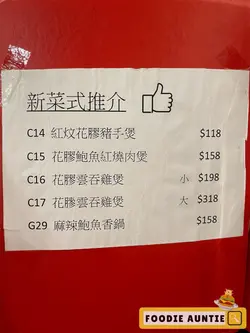 新菜式推介
C14 紅炆花膠豬手煲 $118
C15 花膠鮑魚紅燒肉煲 $158
C16 花膠雲吞雞煲 小 $198
C17 花膠雲吞雞煲 大 $318
G29 麻辣鮑魚香鍋 $158
FOODIE AUNTIE